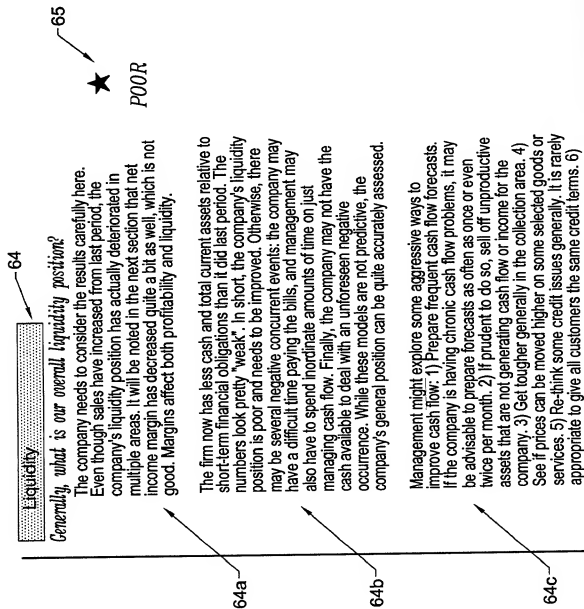 Liquidity
64
Generally, what is our overall liquidity position?
The company needs to consider the results carefully here.
Even though sales have increased from last period, the
company's liquidity position has actually deteriorated in
multiple areas. It will be noted in the next section that net
income margin has decreased quite a bit as well, which is not
good. Margins affect both profitability and liquidity.
64a
65
POOR
The firm now has less cash and total current assets relative to
short-term financial obligations than it did last period. The
numbers look pretty "weak". In short, the company's liquidity
position is poor and needs to be improved. Otherwise, there
may be several negative concurrent events: the company may
have a difficult time paying the bills, and management may
also have to spend inordinate amounts of time on just
managing cash flow. Finally, the company may not have the
cash available to deal with an unforeseen negative
occurrence. While these models are not predictive, the
company's general position can be quite accurately assessed.
64b
Management might explore some aggressive ways to
improve cash flow: 1) Prepare frequent cash flow forecasts.
If the company is having chronic cash flow problems, it may
be advisable to prepare forecasts as often as once or even
twice per month. 2) If prudent to do so, sell off unproductive
assets that are not generating cash flow or income for the
company. 3) Get tougher generally in the collection area. 4)
See if prices can be moved higher on some selected goods or
services. 5) Re-think some credit issues generally. It is rarely
appropriate to give all customers the same credit terms. 6)
64c